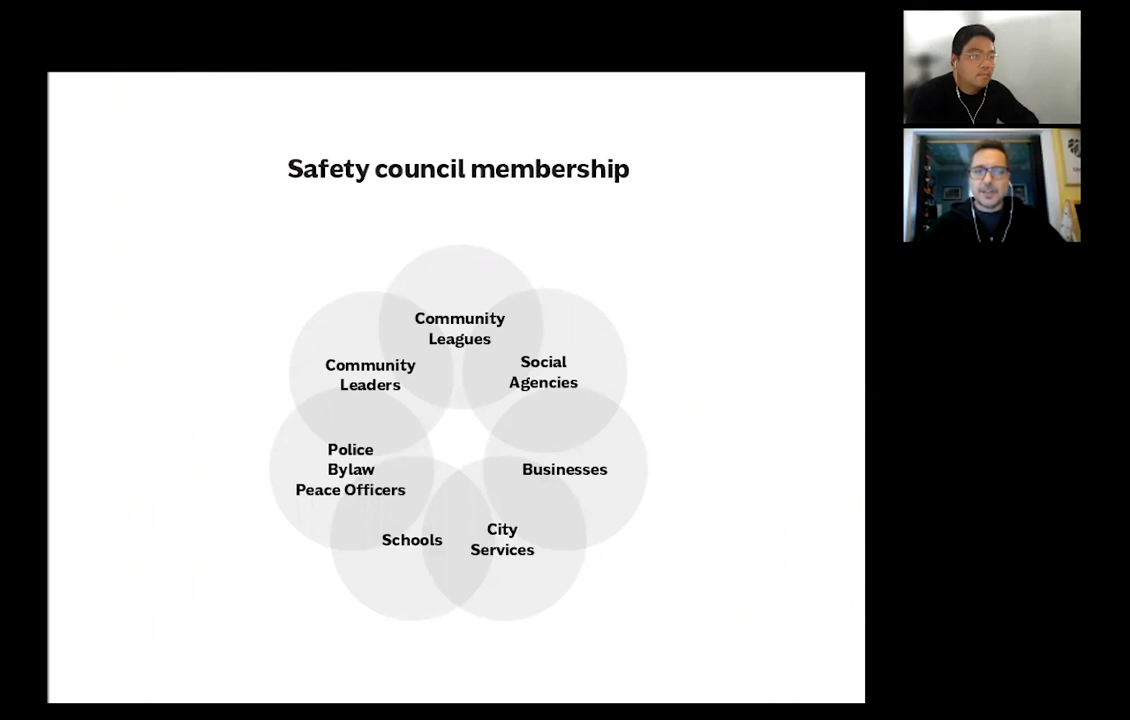 Safety council membership
Community
Leagues
Community
Leaders
Social
Agencies
Police
Bylaw
Peace Officers
Businesses
Schools
City
Services